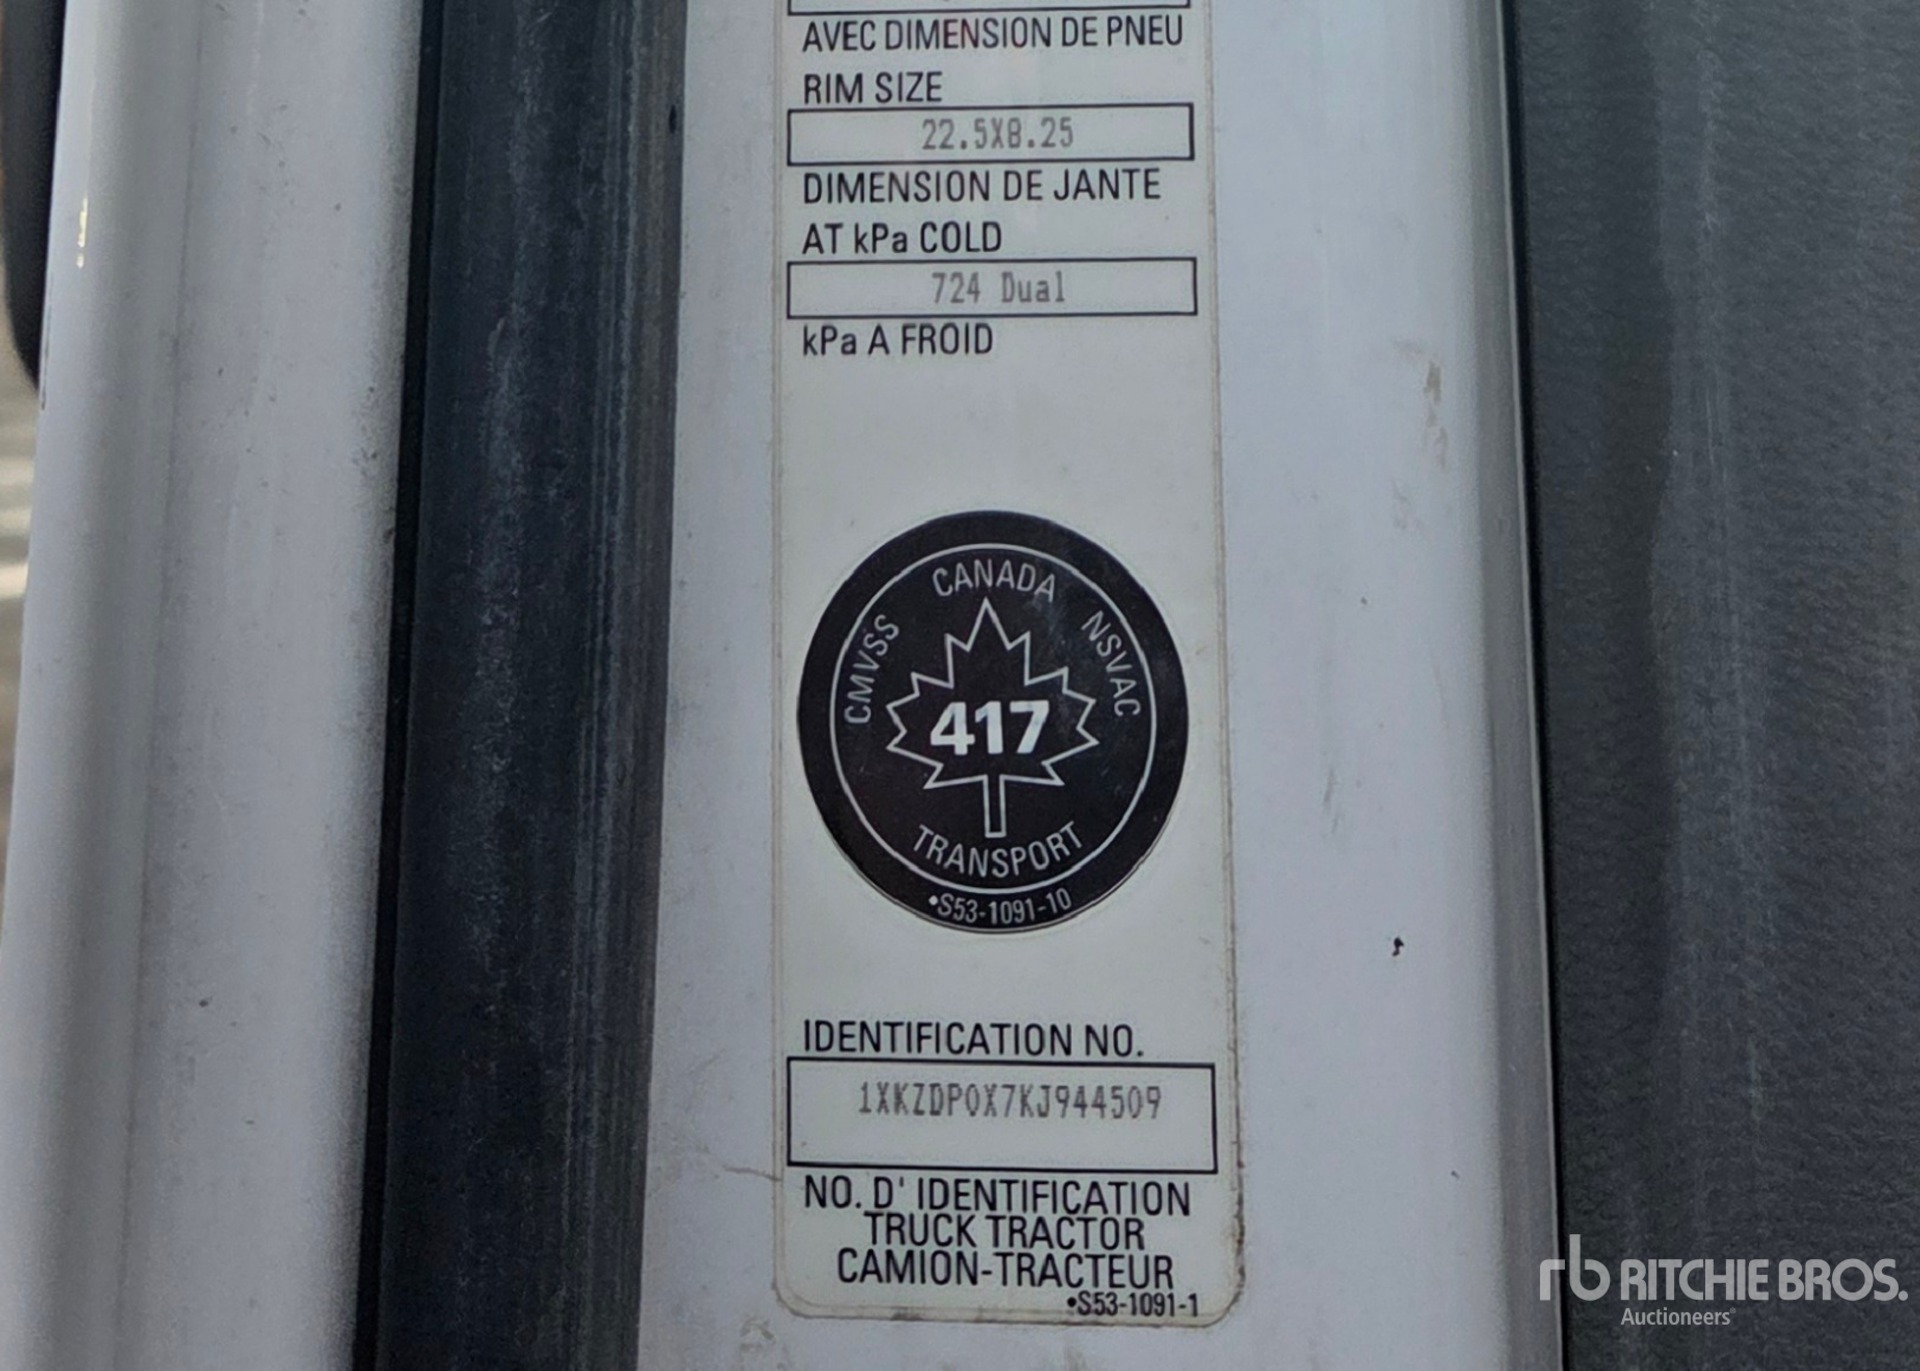 AVEC DIMENSION DE PNEU
RIM SIZE
22.5X8.25
DIMENSION DE JANTE
AT kPa COLD
724 Dual
kPa A FROID
CANADA
CMVSS
NSVAC
417
TRANSPORT
•S53-1091-10
IDENTIFICATION NO.
1XKZDP0X7KJ944509
NO. D' IDENTIFICATION
TRUCK TRACTOR
CAMION-TRACTEUR
•S53-1091-1
rb RITCHIE BROS.
Auctioneers